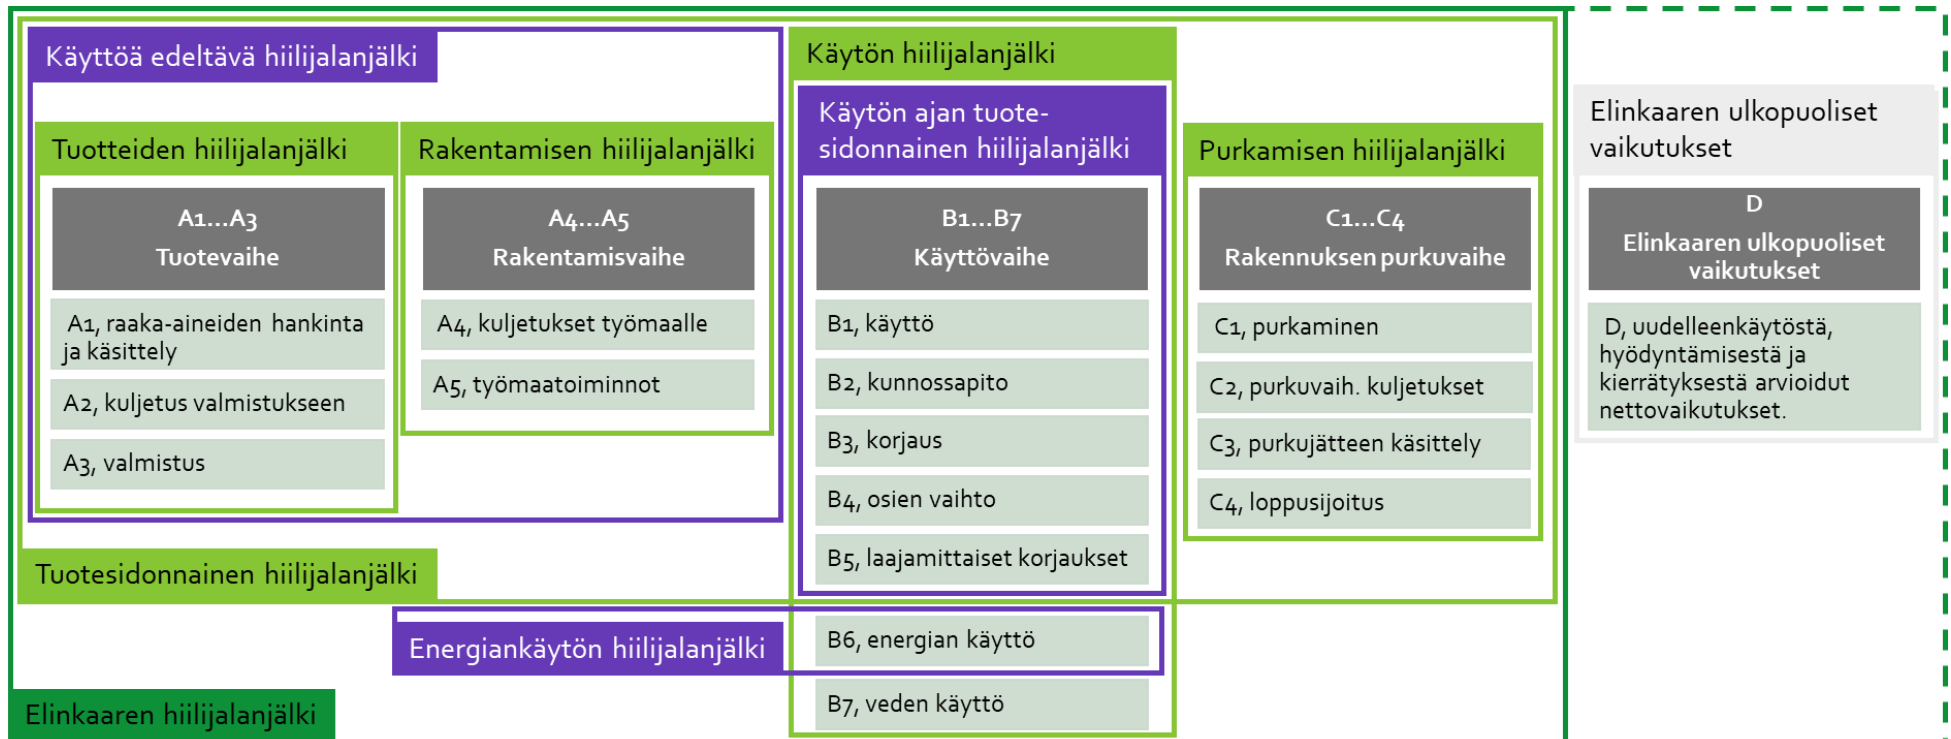 Käyttöä edeltävä hiilijalanjälki
Tuotteiden hiilijalanjälki
A1...A3
Tuotevaihe
A1, raaka-aineiden hankinta
ja käsittely
A2, kuljetus valmistukseen
A3, valmistus
Rakentamisen hiilijalanjälki
A4...A5
Rakentamisvaihe
A4, kuljetukset työmaalle
A5, työmaatoiminnot
Käytön hiilijalanjälki
Käytön ajan tuote-
sidonnainen hiilijalanjälki
B1...B7
Käyttövaihe
B1, käyttö
B2, kunnossapito
B3, korjaus
B4, osien vaihto
B5, laajamittaiset korjaukset
B6, energian käyttö
B7, veden käyttö
Purkamisen hiilijalanjälki
C1...C4
Rakennuksen purkuvaihe
C1, purkaminen
C2, purkuvaih. kuljetukset
C3, purkujätteen käsittely
C4, loppusijoitus
Elinkaaren ulkopuoliset
vaikutukset
D
Elinkaaren ulkopuoliset
vaikutukset
D, uudelleenkäytöstä,
hyödyntämisestä ja
kierrätyksestä arvioidut
nettovaikutukset.
Tuotesidonnainen hiilijalanjälki
Energiankäytön hiilijalanjälki
Elinkaaren hiilijalanjälki